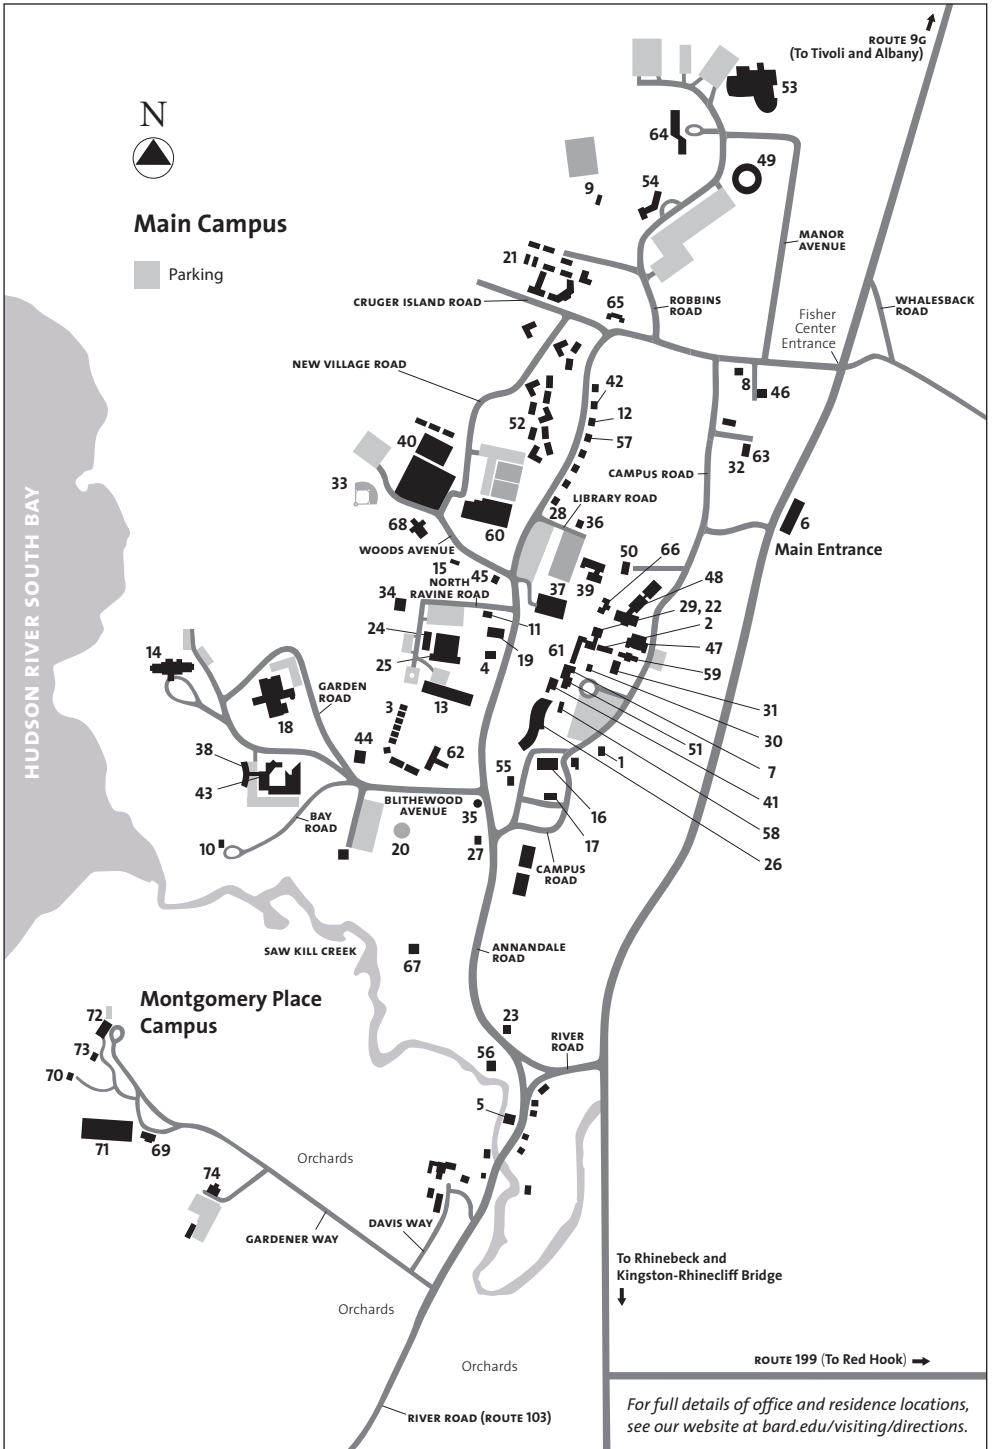 ROUTE 9G
(To Tivoli and Albany)
53
N
64
49
9
54
Main Campus
MANOR
AVENUE
21
Parking
CRUGER ISLAND ROAD
65
ROBBINS
ROAD
WHALESBACK
ROAD
Fisher
Center
Entrance
NEW VILLAGE ROAD
8
46
42
12
52
57
40
63
32
CAMPUS ROAD
33
LIBRARY ROAD
28
36
6
68
60
Main Entrance
WOODS AVENUE
50
66
15
45
NORTH
RAVINE ROAD
39
48
34
37
29, 22
2
24
11
61
47
14
25
19
4
59
GARDEN
ROAD
3
13
31
18
30
38
44
62
51
1
7
43
55
41
BLITHEWOOD
AVENUE
35
16
BAY
ROAD
58
10
20
27
17
26
CAMPUS
ROAD
HUDSON RIVER SOUTH BAY
SAW KILL CREEK
ANNANDALE
ROAD
67
Montgomery Place
Campus
72
23
RIVER
ROAD
73
56
70
5
71
69
Orchards
74
GARDENER WAY
DAVIS WAY
To Rhinebeck and
Kingston-Rhinecliff Bridge
Orchards
ROUTE 199 (To Red Hook)
Orchards
RIVER ROAD (ROUTE 103)
For full details of office and residence locations,
see our website at bard.edu/visiting/directions.